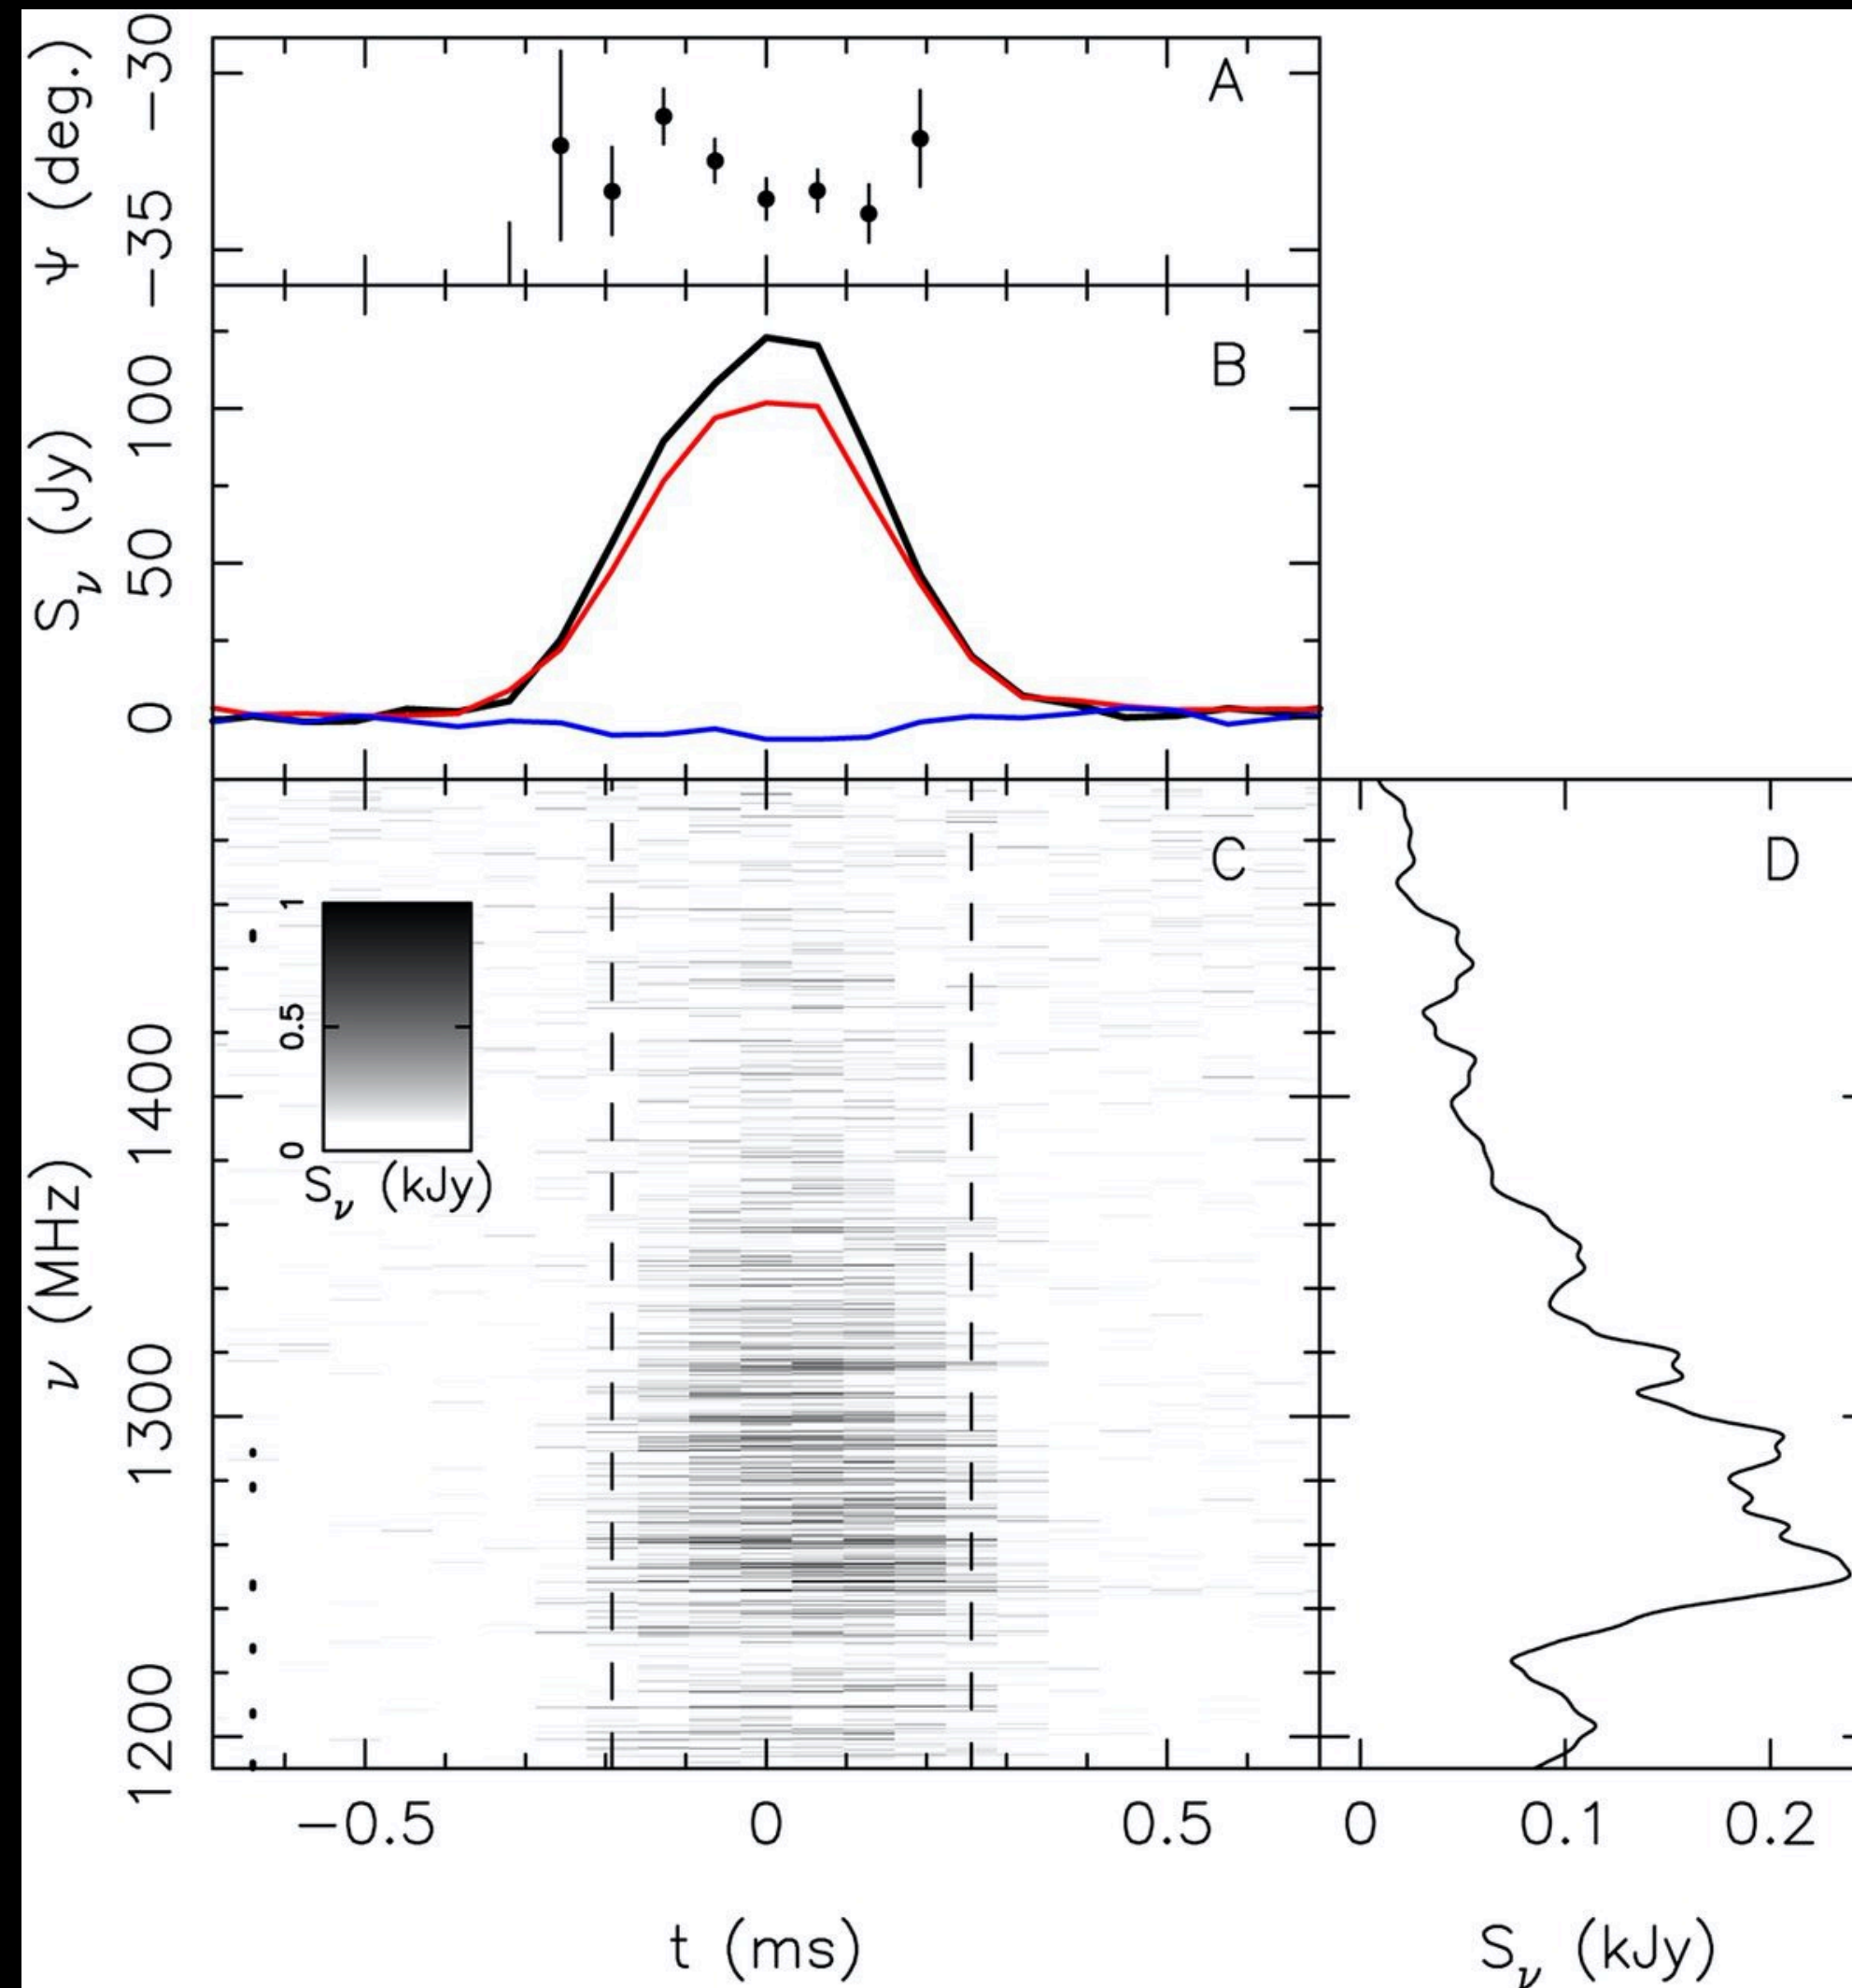 ψ (deg.)
−30
−35
A
S_ν (Jy)
100
50
0
B
ν (MHz)
1400
1300
1200
C
1
0.5
0
S_ν (kJy)
D
−0.5 0 0.5 0 0.1 0.2
t (ms) S_ν (kJy)